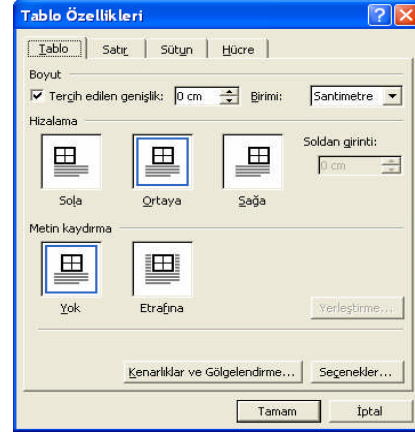 Tablo Özellikleri
Tablo Satır Sütun Hücre
Boyut
Tercih edilen genişlik: 0 cm Birimi: Santimetre
Hizalama
Soldan girinti:
0 cm
Sola Ortaya Sağa
Metin kaydırma
Yok Etrafına
Yerleştirme...
Kenarlıklar ve Gölgelendirme... Seçenekler...
Tamam İptal